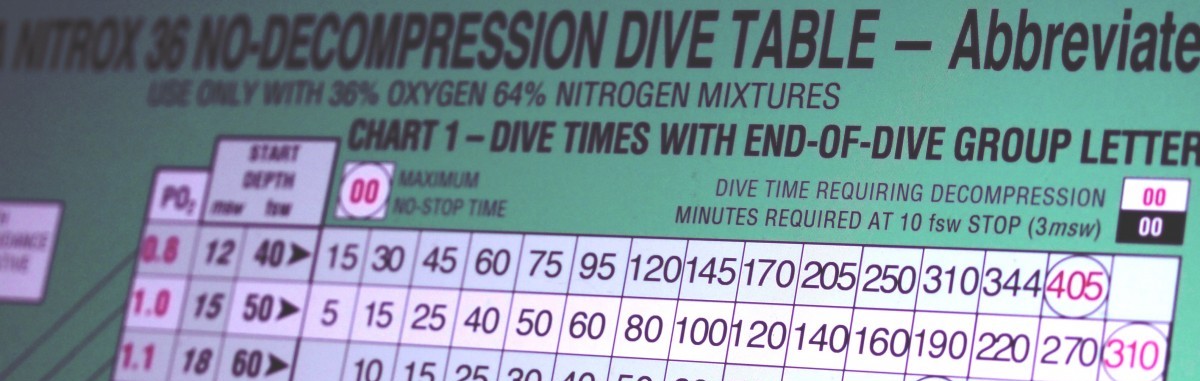 NITROX 36 NO-DECOMPRESSION DIVE TABLE – Abbreviate
USE ONLY WITH 36% OXYGEN 64% NITROGEN MIXTURES
CHART 1 – DIVE TIMES WITH END-OF-DIVE GROUP LETTER
START
DEPTH
PO₂ msw fsw
00 MAXIMUM
NO-STOP TIME
DIVE TIME REQUIRING DECOMPRESSION 00
MINUTES REQUIRED AT 10 fsw STOP (3msw) 00
0.8 12 40➤ 15 30 45 60 75 95 120 145 170 205 250 310 344 405
1.0 15 50➤ 5 15 25 40 50 60 80 100 120 140 160 190 220 270 310
1.1 18 60➤ 10 15 25 30 40 50